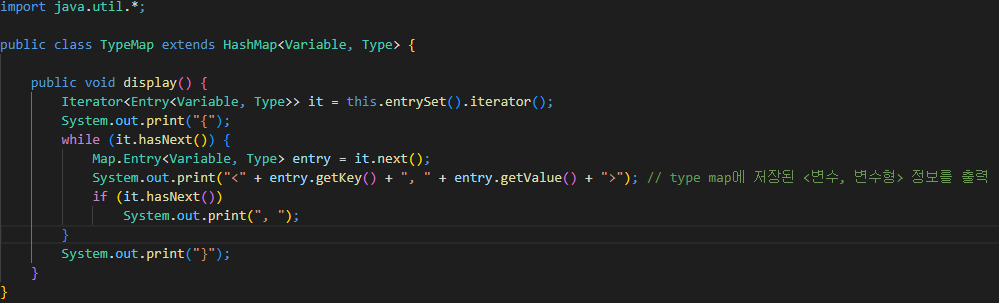 import java.util.*;
public class TypeMap extends HashMap<Variable, Type> {
public void display() {
Iterator<Entry<Variable, Type>> it = this.entrySet().iterator();
System.out.print("{");
while (it.hasNext()) {
Map.Entry<Variable, Type> entry = it.next();
System.out.print("<" + entry.getKey() + ", " + entry.getValue() + ">"); // type map에 저장된 <변수, 변수형> 정보를 출력
if (it.hasNext())
System.out.print(", ");
}
System.out.print("}");
}
}